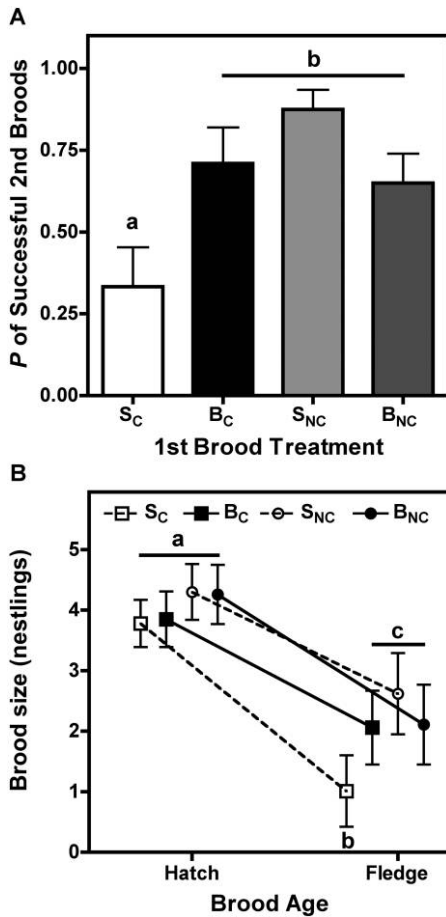 A
P of Successful 2nd Broods
1.00
0.75
0.50
0.25
0.00
a
b
SC BC SNC BNC
1st Brood Treatment
B
SC BC SNC BNC
Brood size (nestlings)
5
4
3
2
1
0
a
c
b
Hatch Fledge
Brood Age